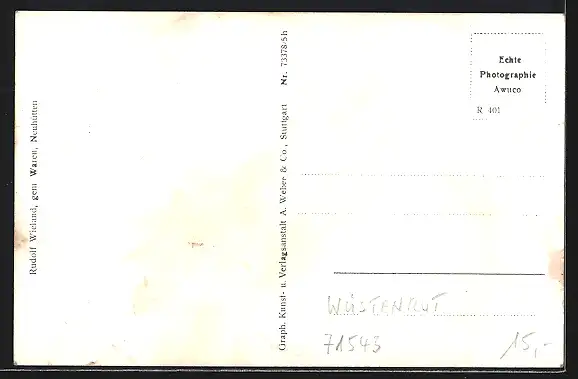 Rudolf Wieland, gem Waren, Neuhütten
Graph. Kunst- u. Verlagsanstalt A. Weber & Co., Stuttgart Nr. 73378/5h
Echte
Photographie
Awuco
R 401
WÜSTENROT
71543
15,-